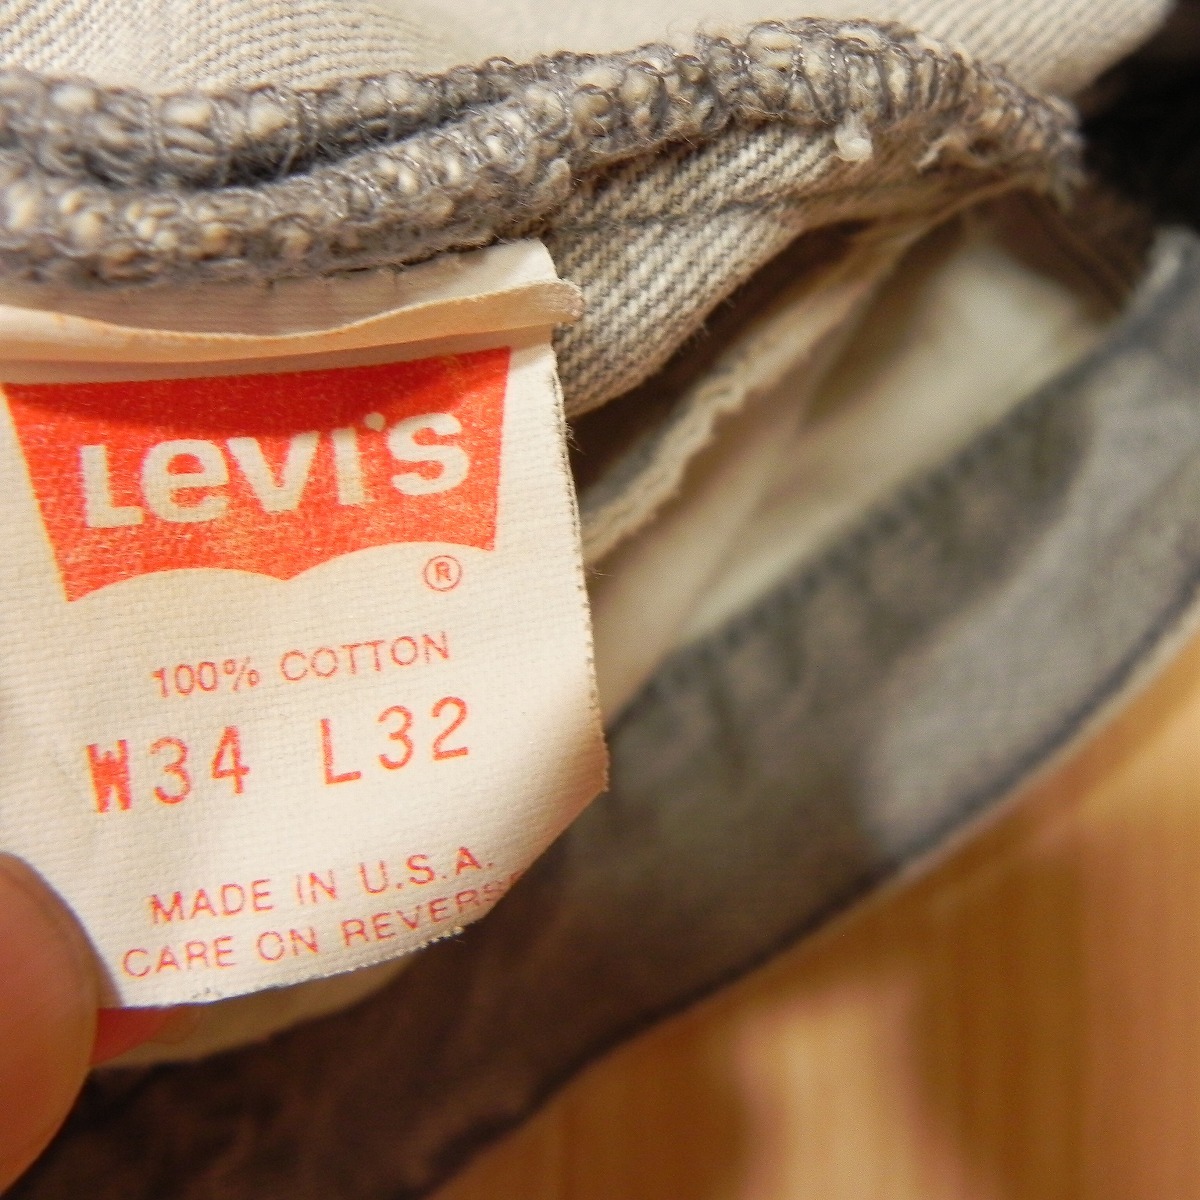 Levi's
®
100% COTTON
W34 L32
MADE IN U.S.A.
CARE ON REVERSE